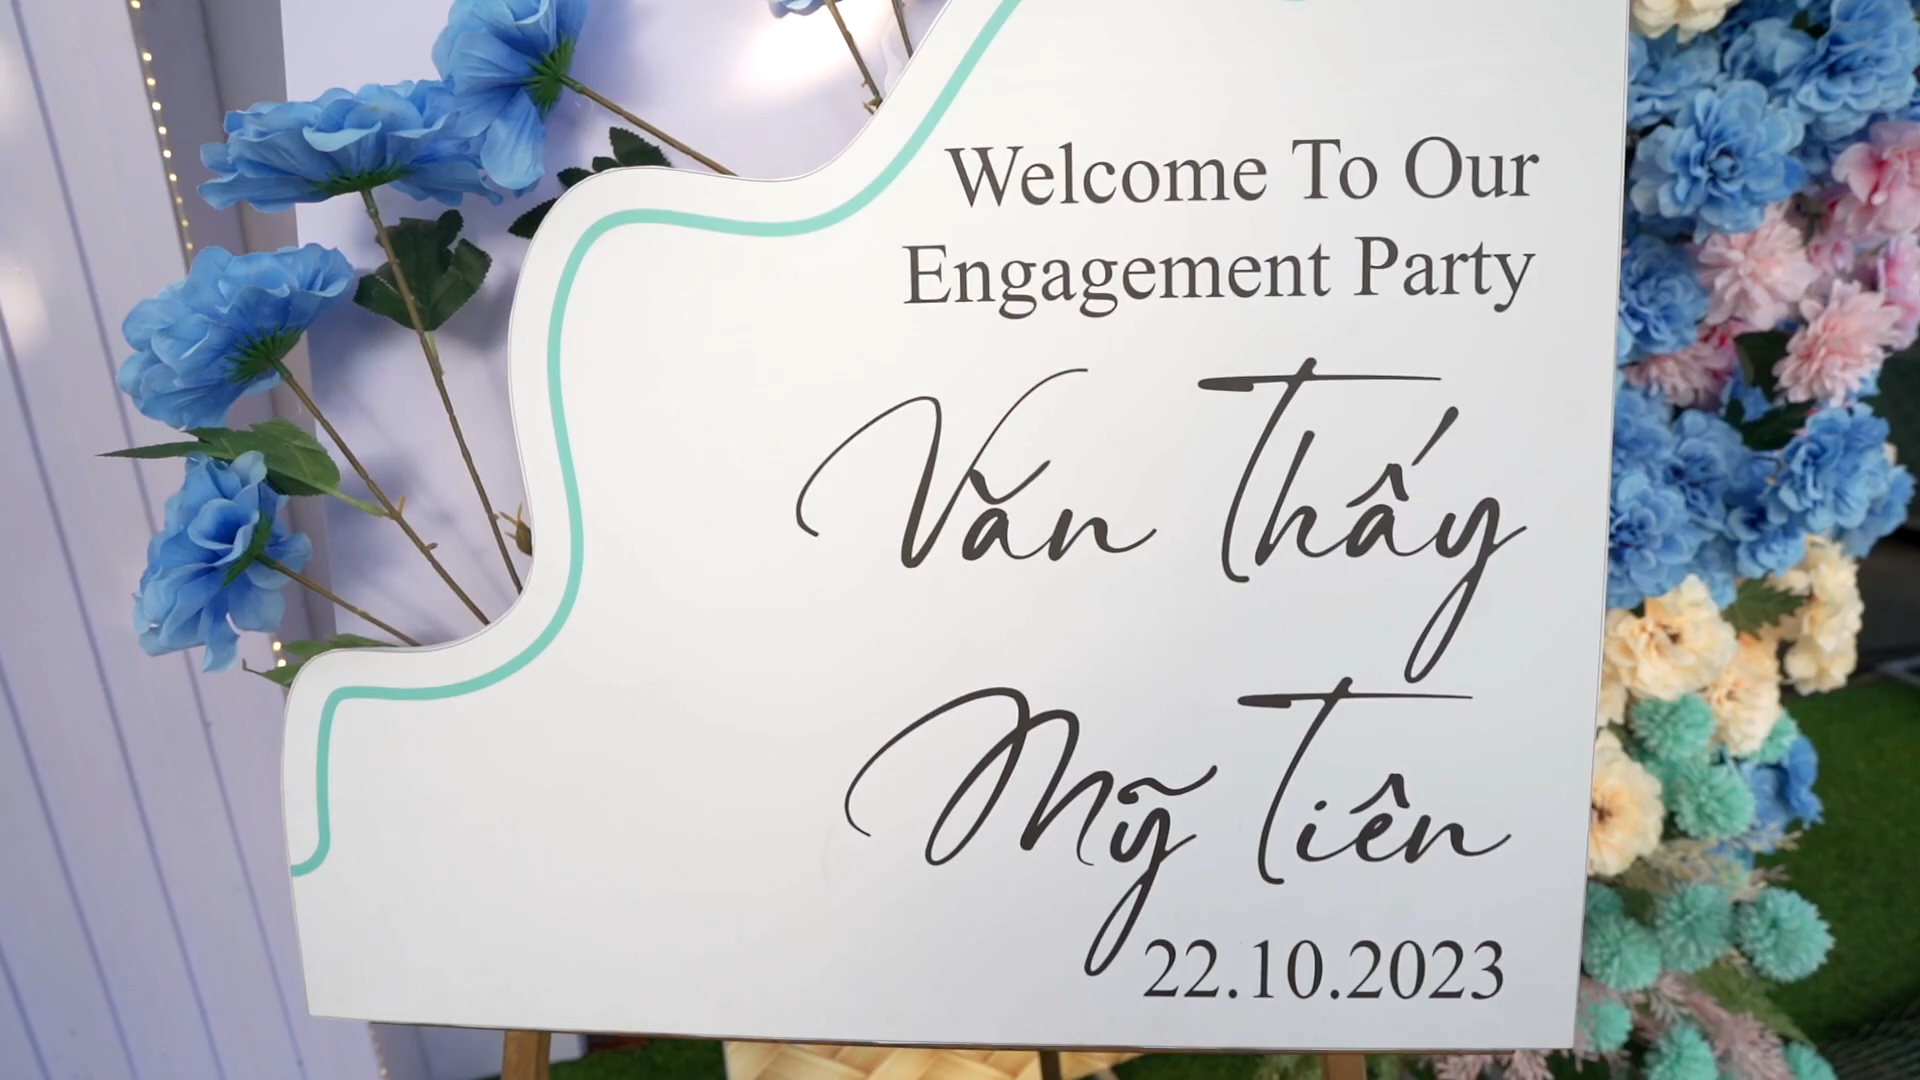 Welcome To Our
Engagement Party
Văn Thấy
Mỹ Tiên
22.10.2023